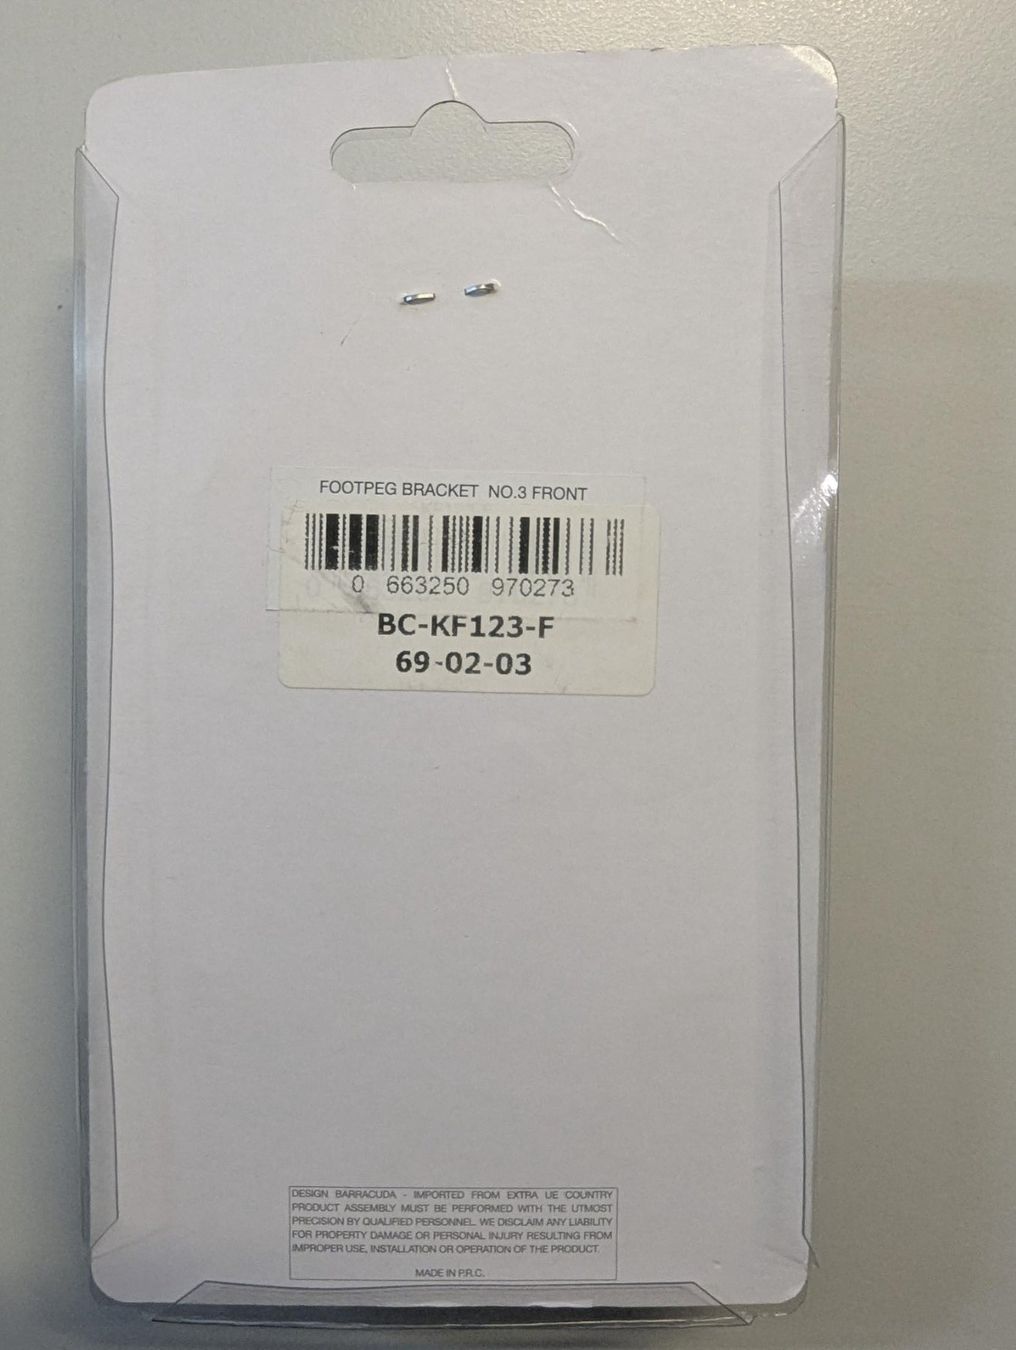 FOOTPEG BRACKET NO.3 FRONT
0 663250 970273
BC-KF123-F
69-02-03
DESIGN BARRACUDA - IMPORTED FROM EXTRA UE COUNTRY
PRODUCT ASSEMBLY MUST BE PERFORMED WITH THE UTMOST
PRECISION BY QUALIFIED PERSONNEL. WE DISCLAIM ANY LIABILITY
FOR PROPERTY DAMAGE OR PERSONAL INJURY RESULTING FROM
IMPROPER USE, INSTALLATION OR OPERATION OF THE PRODUCT.
MADE IN P.R.C.